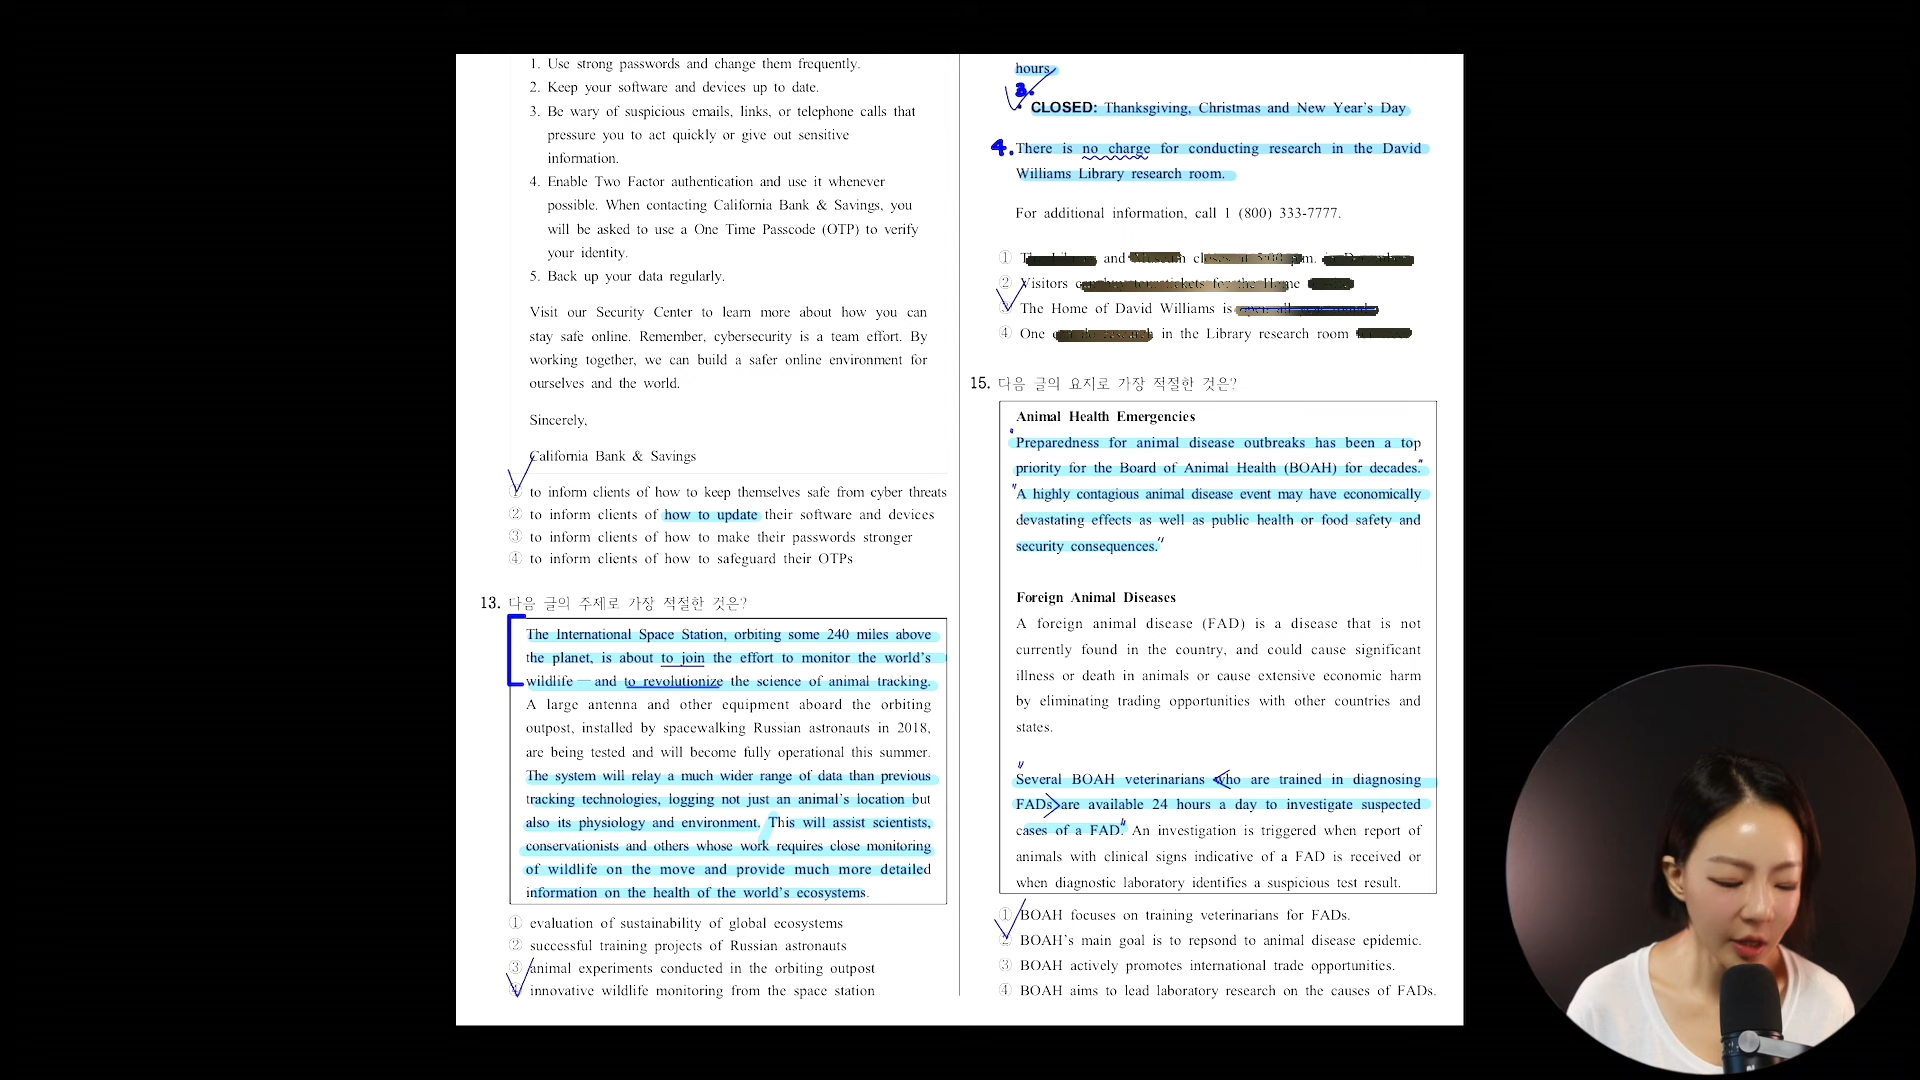 1. Use strong passwords and change them frequently.
2. Keep your software and devices up to date.
3. Be wary of suspicious emails, links, or telephone calls that
pressure you to act quickly or give out sensitive
information.
4. Enable Two Factor authentication and use it whenever
possible. When contacting California Bank & Savings, you
will be asked to use a One Time Passcode (OTP) to verify
your identity.
5. Back up your data regularly.
Visit our Security Center to learn more about how you can
stay safe online. Remember, cybersecurity is a team effort. By
working together, we can build a safer online environment for
ourselves and the world.
Sincerely,
California Bank & Savings
① to inform clients of how to keep themselves safe from cyber threats
② to inform clients of how to update their software and devices
③ to inform clients of how to make their passwords stronger
④ to inform clients of how to safeguard their OTPs
13. 다음 글의 주제로 가장 적절한 것은?
The International Space Station, orbiting some 240 miles above
the planet, is about to join the effort to monitor the world's
wildlife — and to revolutionize the science of animal tracking.
A large antenna and other equipment aboard the orbiting
outpost, installed by spacewalking Russian astronauts in 2018,
are being tested and will become fully operational this summer.
The system will relay a much wider range of data than previous
tracking technologies, logging not just an animal's location but
also its physiology and environment. This will assist scientists,
conservationists and others whose work requires close monitoring
of wildlife on the move and provide much more detailed
information on the health of the world's ecosystems.
① evaluation of sustainability of global ecosystems
② successful training projects of Russian astronauts
③ animal experiments conducted in the orbiting outpost
④ innovative wildlife monitoring from the space station
hours.
3.
• CLOSED: Thanksgiving, Christmas and New Year's Day
4. There is no charge for conducting research in the David
Williams Library research room.
For additional information, call 1 (800) 333-7777.
① and 5:00 p.m.
② Visitors
③ The Home of David Williams is
④ One in the Library research room
15. 다음 글의 요지로 가장 적절한 것은?
Animal Health Emergencies
"Preparedness for animal disease outbreaks has been a top
priority for the Board of Animal Health (BOAH) for decades."
"A highly contagious animal disease event may have economically
devastating effects as well as public health or food safety and
security consequences."
Foreign Animal Diseases
A foreign animal disease (FAD) is a disease that is not
currently found in the country, and could cause significant
illness or death in animals or cause extensive economic harm
by eliminating trading opportunities with other countries and
states.
"Several BOAH veterinarians <who are trained in diagnosing
FADs> are available 24 hours a day to investigate suspected
cases of a FAD." An investigation is triggered when report of
animals with clinical signs indicative of a FAD is received or
when diagnostic laboratory identifies a suspicious test result.
① BOAH focuses on training veterinarians for FADs.
② BOAH's main goal is to repsond to animal disease epidemic.
③ BOAH actively promotes international trade opportunities.
④ BOAH aims to lead laboratory research on the causes of FADs.